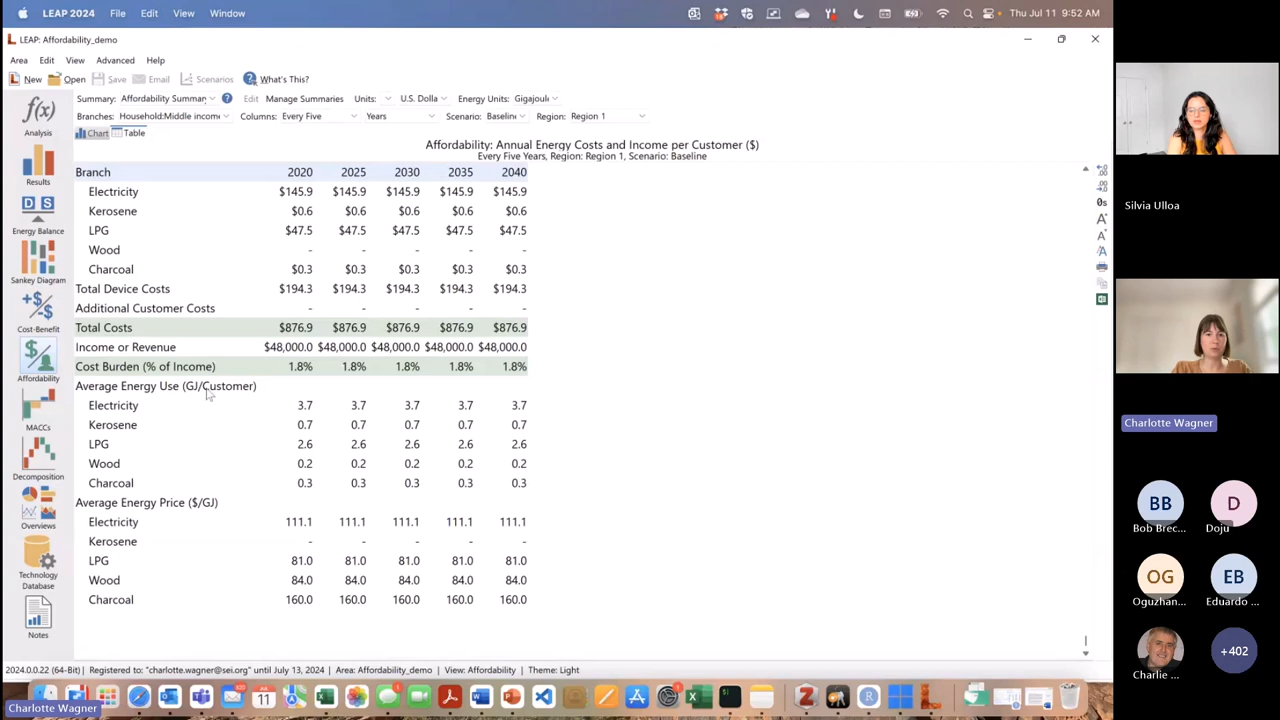 LEAP 2024 File Edit View Window Thu Jul 11 9:52 AM
LEAP: Affordability_demo
Area Edit View Advanced Help
New Open Save Email Scenarios What's This?
Summary: Affordability Summar Edit Manage Summaries Units: U.S. Dolla Energy Units: Gigajoul
Branches: Household:Middle income Columns: Every Five Years Scenario: Baseline Region: Region 1
Chart Table
Affordability: Annual Energy Costs and Income per Customer ($)
Every Five Years, Region: Region 1, Scenario: Baseline
Branch 2020 2025 2030 2035 2040
Electricity $145.9 $145.9 $145.9 $145.9 $145.9
Kerosene $0.6 $0.6 $0.6 $0.6 $0.6
LPG $47.5 $47.5 $47.5 $47.5 $47.5
Wood - - - - -
Charcoal $0.3 $0.3 $0.3 $0.3 $0.3
Total Device Costs $194.3 $194.3 $194.3 $194.3 $194.3
Additional Customer Costs - - - - -
Total Costs $876.9 $876.9 $876.9 $876.9 $876.9
Income or Revenue $48,000.0 $48,000.0 $48,000.0 $48,000.0 $48,000.0
Cost Burden (% of Income) 1.8% 1.8% 1.8% 1.8% 1.8%
Average Energy Use (GJ/Customer)
Electricity 3.7 3.7 3.7 3.7 3.7
Kerosene 0.7 0.7 0.7 0.7 0.7
LPG 2.6 2.6 2.6 2.6 2.6
Wood 0.2 0.2 0.2 0.2 0.2
Charcoal 0.3 0.3 0.3 0.3 0.3
Average Energy Price ($/GJ)
Electricity 111.1 111.1 111.1 111.1 111.1
Kerosene - - - - -
LPG 81.0 81.0 81.0 81.0 81.0
Wood 84.0 84.0 84.0 84.0 84.0
Charcoal 160.0 160.0 160.0 160.0 160.0
f(x)
Analysis
Results
D S
Energy Balance
Sankey Diagram
+$
-$
Cost-Benefit
Affordability
MACCs
Decomposition
Overviews
Technology
Database
Notes
2024.0.0.22 (64-Bit) Registered to: "charlotte.wagner@sei.org" until July 13, 2024 Area: Affordability_demo View: Affordability Theme: Light
Charlotte Wagner
Silvia Ulloa
Charlotte Wagner
BB D
Bob Brec... Doju
OG EB
Oguzhan... Eduardo ...
+402
Charlie ...